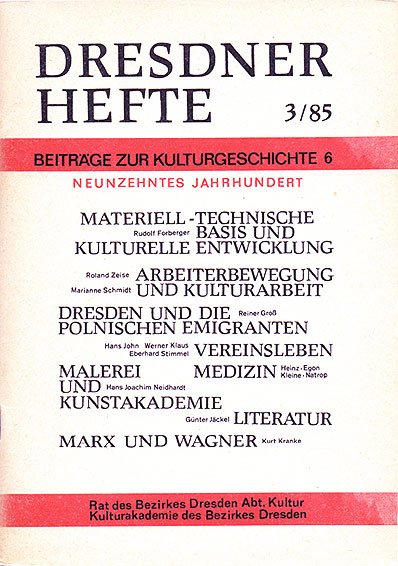 DRESDNER
HEFTE 3/85
BEITRÄGE ZUR KULTURGESCHICHTE 6
NEUNZEHNTES JAHRHUNDERT
MATERIELL-TECHNISCHE
Rudolf Forberger BASIS UND
KULTURELLE ENTWICKLUNG
Roland Zeise ARBEITERBEWEGUNG
Marianne Schmidt UND KULTURARBEIT
DRESDEN UND DIE Reiner Groß
POLNISCHEN EMIGRANTEN
Hans John Werner Klaus
Eberhard Stimmel VEREINSLEBEN
MALEREI MEDIZIN Heinz-Egon
Kleine-Natrop
UND Hans Joachim Neidhardt
KUNSTAKADEMIE
Günter Jäckel LITERATUR
MARX UND WAGNER Kurt Kranke
Rat des Bezirkes Dresden Abt. Kultur
Kulturakademie des Bezirkes Dresden